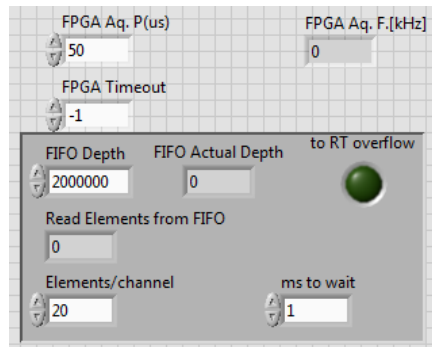 FPGA Aq. P(us) FPGA Aq. F.[kHz]
50 0
FPGA Timeout
-1
FIFO Depth FIFO Actual Depth to RT overflow
2000000 0
Read Elements from FIFO
0
Elements/channel ms to wait
20 1